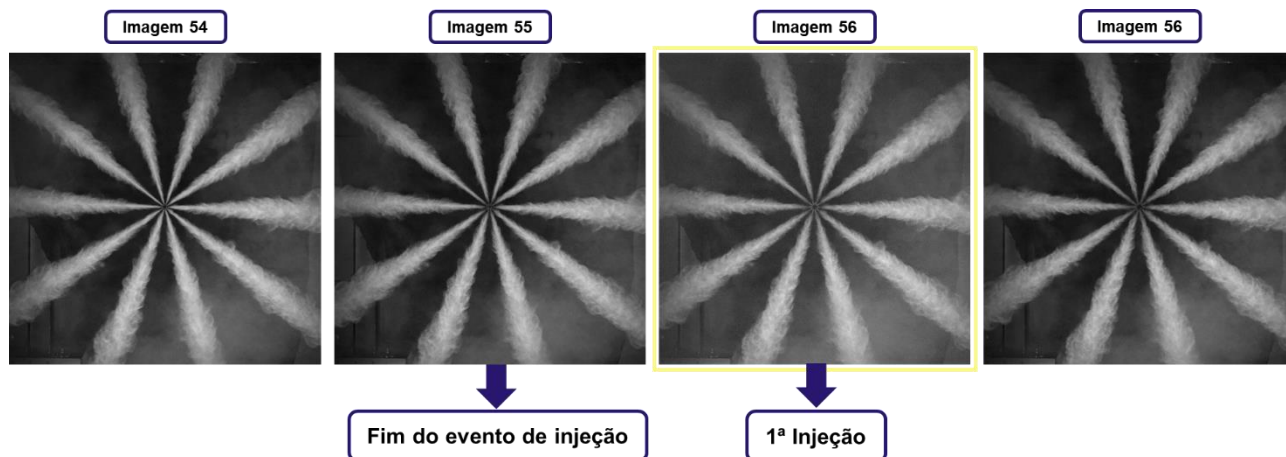 Imagem 54
Imagem 55
Imagem 56
Imagem 56
Fim do evento de injeção
1ª Injeção